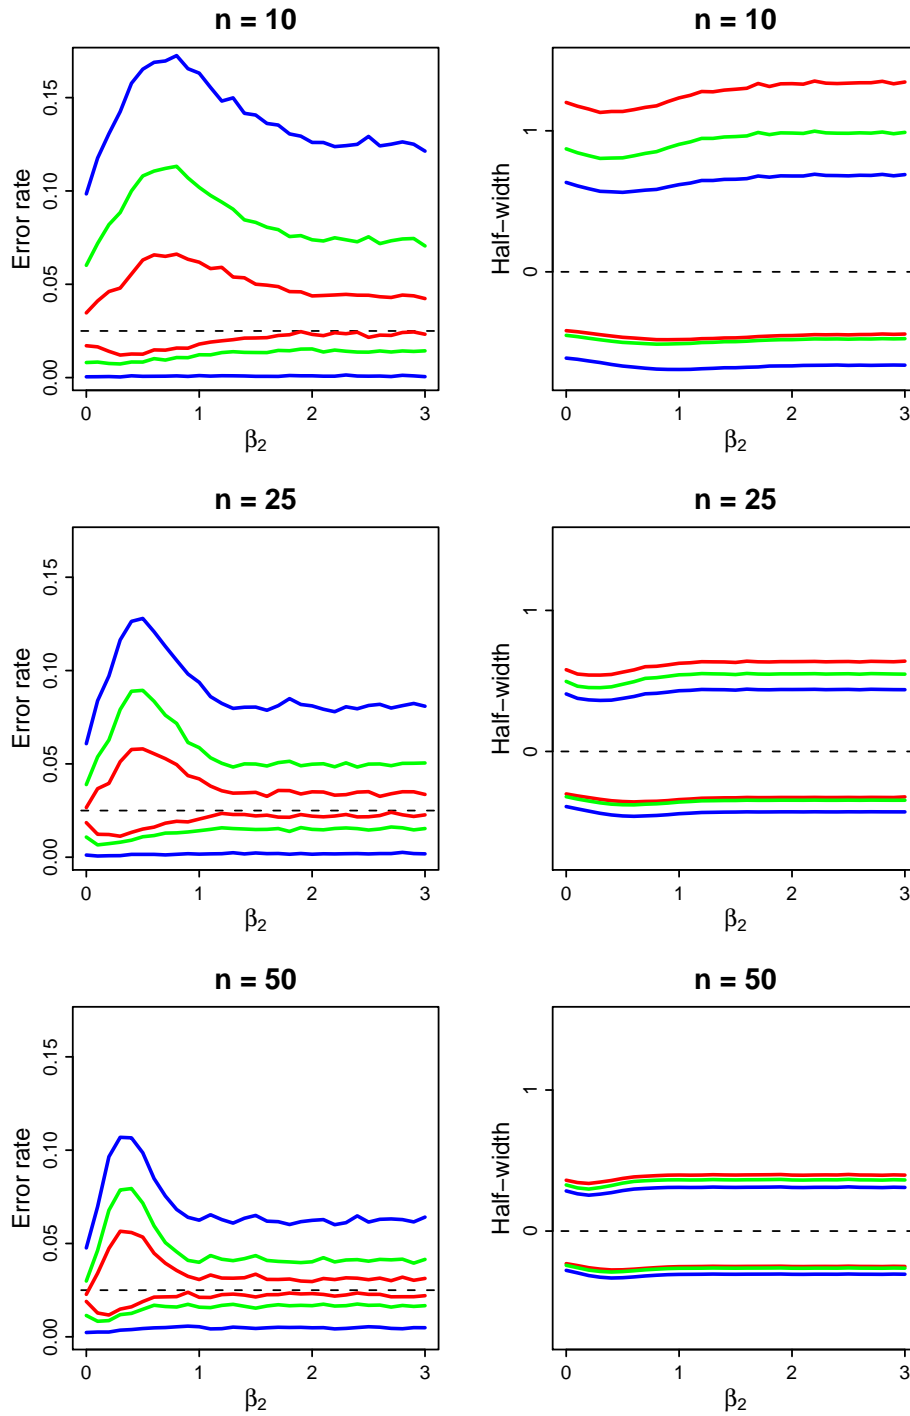 n = 10
n = 10
Error rate
0.00 0.05 0.10 0.15
0 1 2 3
β2
Half−width
0 1
0 1 2 3
n = 25
n = 25
Error rate
0.00 0.05 0.10 0.15
0 1 2 3
β2
Half−width
0 1
0 1 2 3
β2
n = 50
n = 50
Error rate
0.00 0.05 0.10 0.15
0 1 2 3
β2
Half−width
0 1
0 1 2 3
β2